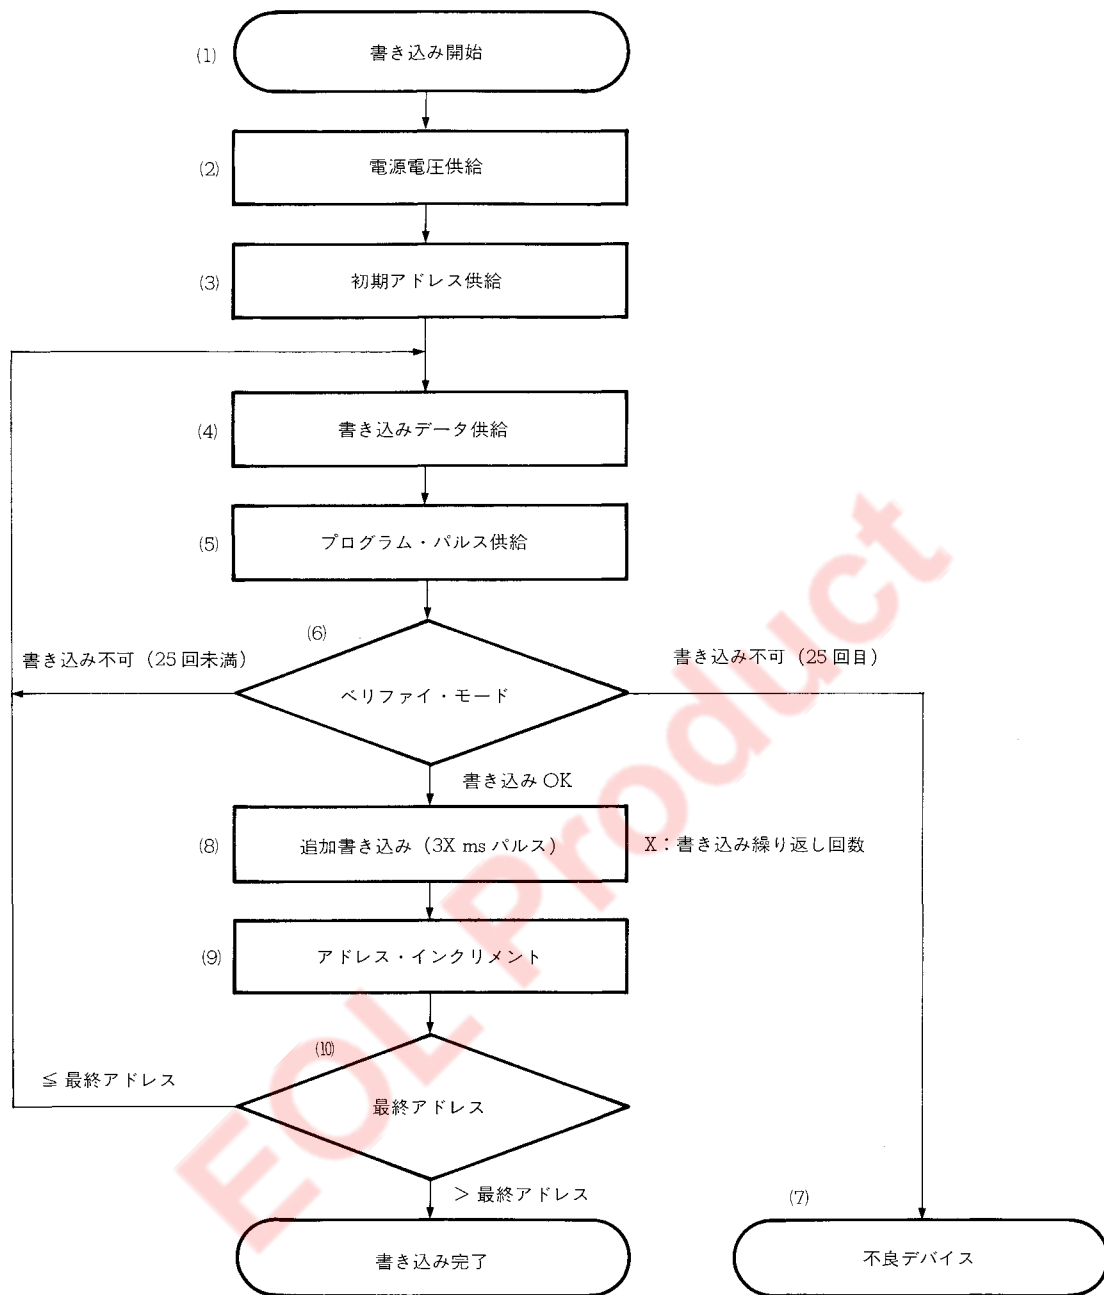 (1)
書き込み開始
(2)
電源電圧供給
(3)
初期アドレス供給
(4)
書き込みデータ供給
(5)
プログラム・パルス供給
(6)
書き込み不可（25回未満）
書き込み不可（25回目）
ベリファイ・モード
書き込みOK
(8)
追加書き込み（3X ms パルス）
X：書き込み繰り返し回数
(9)
アドレス・インクリメント
(10)
≦ 最終アドレス
最終アドレス
＞ 最終アドレス
(7)
書き込み完了
不良デバイス
EOL Product